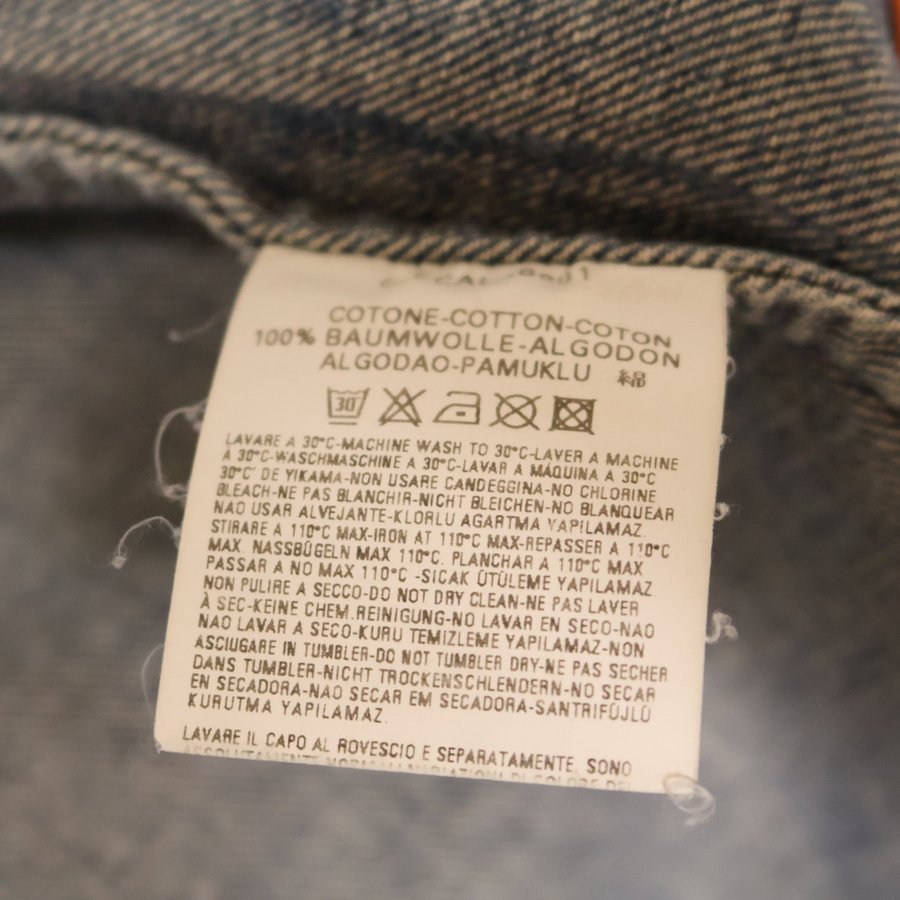 COTONE-COTTON-COTON
100% BAUMWOLLE-ALGODON
ALGODAO-PAMUKLU 綿
30
LAVARE A 30°C-MACHINE WASH TO 30°C-LAVER A MACHINE
À 30°C-WASCHMASCHINE A 30°C-LAVAR A MÁQUINA A 30°C
30°C' DE YIKAMA-NON USARE CANDEGGINA-NO CHLORINE
BLEACH-NE PAS BLANCHIR-NICHT BLEICHEN-NO BLANQUEAR
NAO USAR ALVEJANTE-KLORLU AGARTMA YAPILAMAZ.
STIRARE A 110°C MAX-IRON AT 110°C MAX-REPASSER A 110°C
MAX. NASSBÜGELN MAX 110°C. PLANCHAR A 110°C MAX
PASSAR A NO MAX 110°C -SICAK ÜTÜLEME YAPILAMAZ
NON PULIRE A SECCO-DO NOT DRY CLEAN-NE PAS LAVER
À SEC-KEINE CHEM.REINIGUNG-NO LAVAR EN SECO-NAO
NAO LAVAR A SECO-KURU TEMIZLEME YAPILAMAZ-NON
ASCIUGARE IN TUMBLER-DO NOT TUMBLER DRY-NE PAS SECHER
DANS TUMBLER-NICHT TROCKENSCHLENDERN-NO SECAR
EN SECADORA-NAO SECAR EM SECADORA-SANTRIFÜJLÜ
KURUTMA YAPILAMAZ.
LAVARE IL CAPO AL ROVESCIO E SEPARATAMENTE, SONO